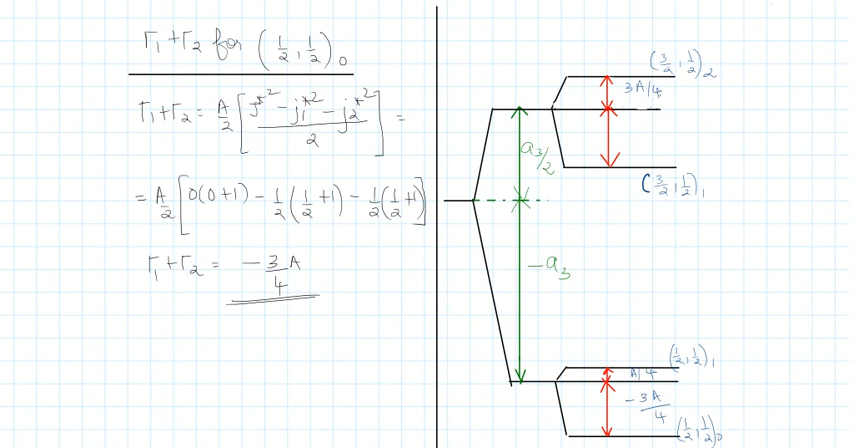 Γ₁+Γ₂ for (1/2, 1/2)₀
Γ₁+Γ₂ = A/2 [ (j*² - j₁*² - j₂*²)/2 ] =
= A/2 [ 0(0+1) - 1/2(1/2+1) - 1/2(1/2+1) ]
Γ₁+Γ₂ = -3/4 A
(3/2, 1/2)₂
3A/4
a₃/2
(3/2, 1/2)₁
-a₃
(1/2, 1/2)₁
A/4
-3A/4
(1/2, 1/2)₀